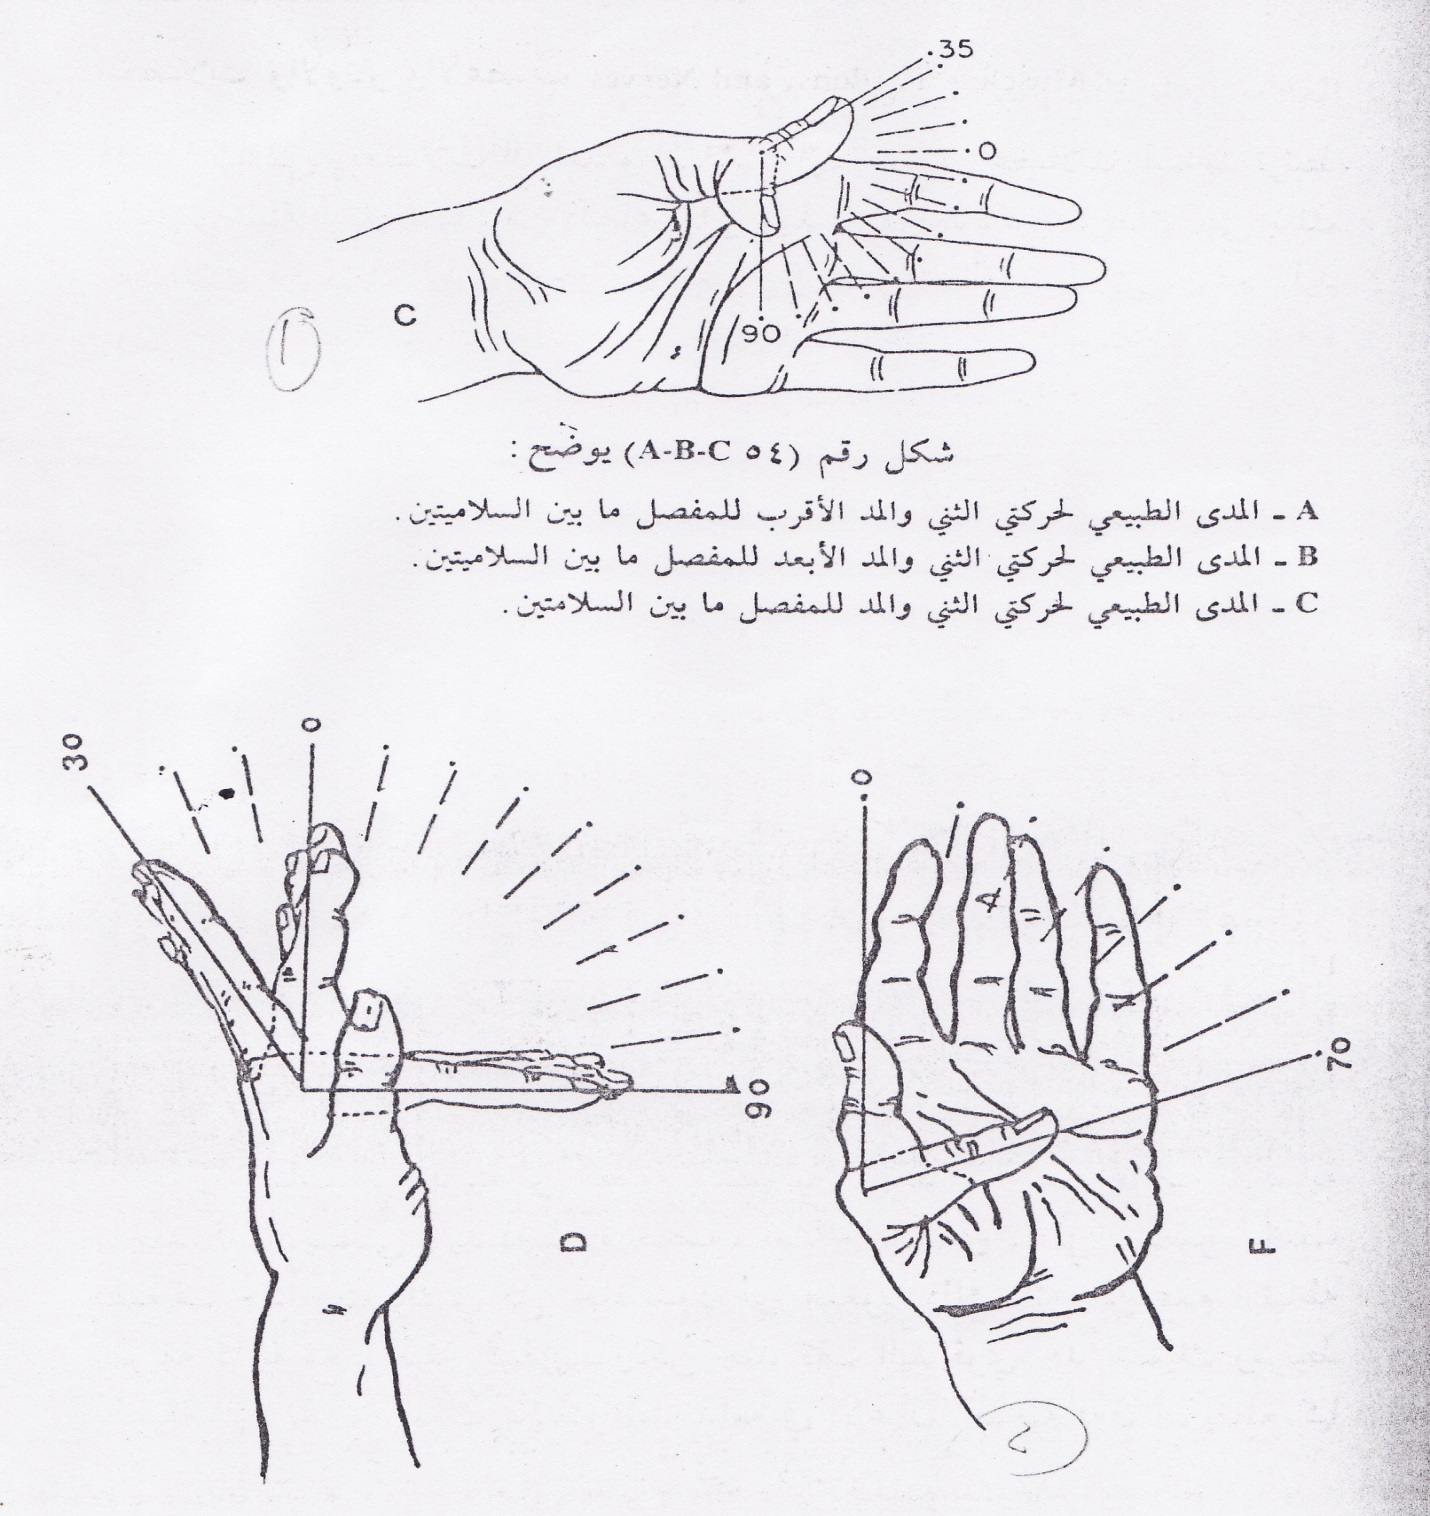 .35
0
C
90
١
شكل رقم (٥٤ A-B-C) يوضح :
A ـ المدى الطبيعي لحركتي الثني والمد الأقرب للمفصل ما بين السلاميتين .
B ـ المدى الطبيعي لحركتي الثني والمد الأبعد للمفصل ما بين السلاميتين .
C ـ المدى الطبيعي لحركتي الثني والمد للمفصل ما بين السلامتين .
30
0
90
D
0
70
F